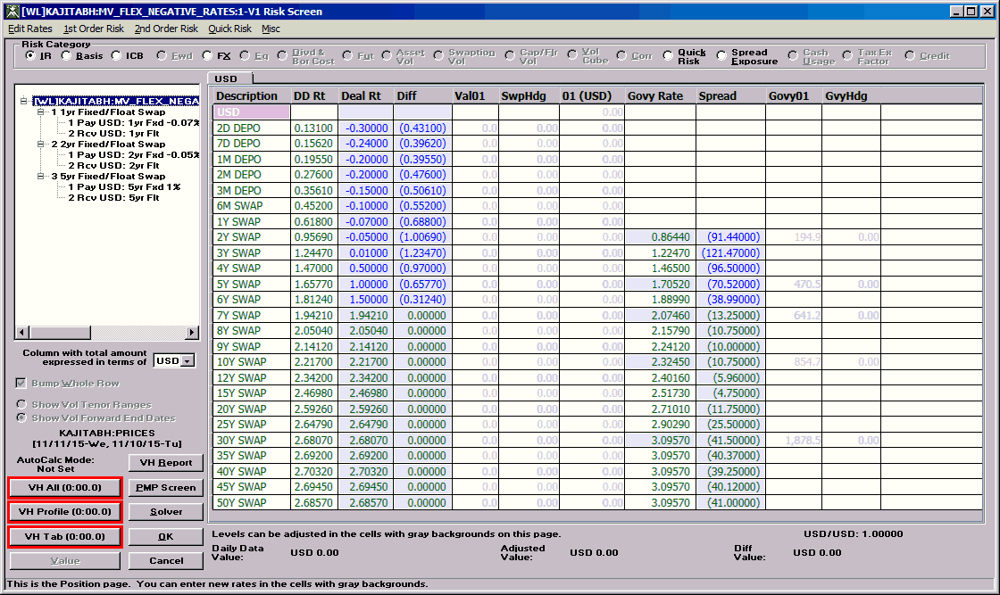 [WL]KAJITABH:MV_FLEX_NEGATIVE_RATES:1-V1 Risk Screen
Edit Rates 1st Order Risk 2nd Order Risk Quick Risk Misc
Risk Category
IR Basis ICB Ewd FX Eq Divd & Bor Cost Fut Asset Vol Swaption Vol Cap/Flr Vol Vol Cube Corr Quick Risk Spread Exposure Cash Usage Tax Ex Factor Credit
[WL]KAJITABH:MV_FLEX_NEGA
1 1yr Fixed/Float Swap
1 Pay USD: 1yr Fxd -0.07%
2 Rcv USD: 1yr Flt
2 2yr Fixed/Float Swap
1 Pay USD: 2yr Fxd -0.05%
2 Rcv USD: 2yr Flt
3 5yr Fixed/Float Swap
1 Pay USD: 5yr Fxd 1%
2 Rcv USD: 5yr Flt
Column with total amount
expressed in terms of USD
Bump Whole Row
Show Vol Tenor Ranges
Show Vol Forward End Dates
KAJITABH:PRICES
[11/11/15-We, 11/10/15-Tu]
AutoCalc Mode:
Not Set
VH Report
VH All (0:00.0) PMP Screen
VH Profile (0:00.0) Solver
VH Tab (0:00.0) OK
Value Cancel
USD
Description DD Rt Deal Rt Diff Val01 SwpHdg 01 (USD) Govy Rate Spread Govy01 GvyHdg
USD 0.00
2D DEPO 0.13100 -0.30000 (0.43100) 0.0 0.00 0.00
7D DEPO 0.15620 -0.24000 (0.39620) 0.0 0.00 0.00
1M DEPO 0.19550 -0.20000 (0.39550) 0.0 0.00 0.00
2M DEPO 0.27600 -0.20000 (0.47600) 0.0 0.00 0.00
3M DEPO 0.35610 -0.15000 (0.50610) 0.0 0.00 0.00
6M SWAP 0.45200 -0.10000 (0.55200) 0.0 0.00 0.00
1Y SWAP 0.61800 -0.07000 (0.68800) 0.0 0.00 0.00
2Y SWAP 0.95690 -0.05000 (1.00690) 0.0 0.00 0.00 0.86440 (91.44000) 194.9 0.00
3Y SWAP 1.24470 0.01000 (1.23470) 0.0 0.00 0.00 1.22470 (121.47000)
4Y SWAP 1.47000 0.50000 (0.97000) 0.0 0.00 0.00 1.46500 (96.50000)
5Y SWAP 1.65770 1.00000 (0.65770) 0.0 0.00 0.00 1.70520 (70.52000) 470.5 0.00
6Y SWAP 1.81240 1.50000 (0.31240) 0.0 0.00 0.00 1.88990 (38.99000)
7Y SWAP 1.94210 1.94210 0.00000 0.0 0.00 0.00 2.07460 (13.25000) 641.2 0.00
8Y SWAP 2.05040 2.05040 0.00000 0.0 0.00 0.00 2.15790 (10.75000)
9Y SWAP 2.14120 2.14120 0.00000 0.0 0.00 0.00 2.24120 (10.00000)
10Y SWAP 2.21700 2.21700 0.00000 0.0 0.00 0.00 2.32450 (10.75000) 854.7 0.00
12Y SWAP 2.34200 2.34200 0.00000 0.0 0.00 0.00 2.40160 (5.96000)
15Y SWAP 2.46980 2.46980 0.00000 0.0 0.00 0.00 2.51730 (4.75000)
20Y SWAP 2.59260 2.59260 0.00000 0.0 0.00 0.00 2.71010 (11.75000)
25Y SWAP 2.64790 2.64790 0.00000 0.0 0.00 0.00 2.90290 (25.50000)
30Y SWAP 2.68070 2.68070 0.00000 0.0 0.00 0.00 3.09570 (41.50000) 1,878.5 0.00
35Y SWAP 2.69200 2.69200 0.00000 0.0 0.00 0.00 3.09570 (40.37000)
40Y SWAP 2.70320 2.70320 0.00000 0.0 0.00 0.00 3.09570 (39.25000)
45Y SWAP 2.69450 2.69450 0.00000 0.0 0.00 0.00 3.09570 (40.12000)
50Y SWAP 2.68570 2.68570 0.00000 0.0 0.00 0.00 3.09570 (41.00000)
Levels can be adjusted in the cells with gray backgrounds on this page. USD/USD: 1.00000
Daily Data Value: USD 0.00 Adjusted Value: USD 0.00 Diff Value: USD 0.00
This is the Position page. You can enter new rates in the cells with gray backgrounds.